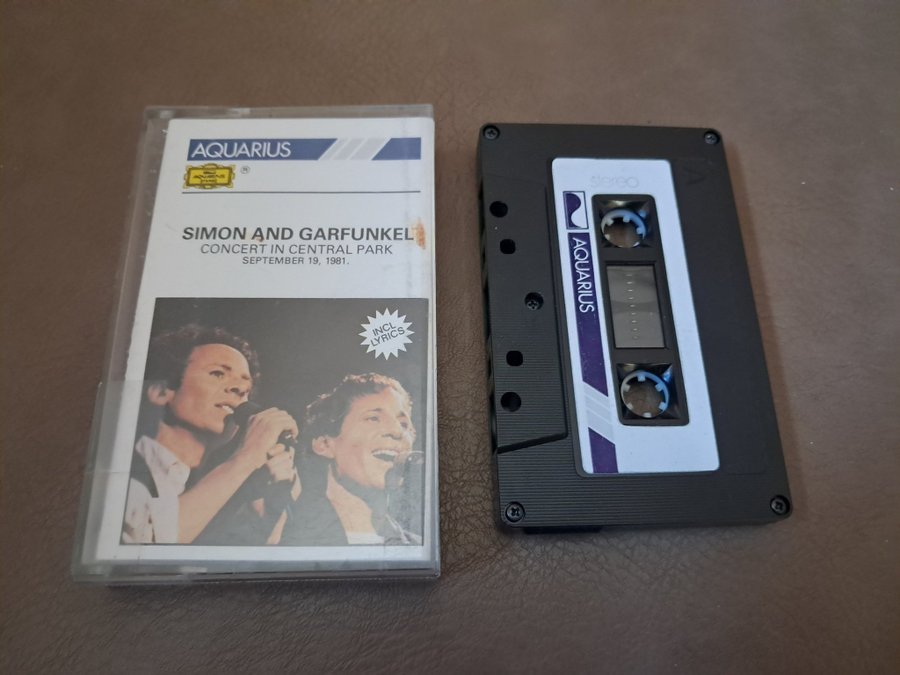 AQUARIUS
®
SIMON AND GARFUNKEL
CONCERT IN CENTRAL PARK
SEPTEMBER 19, 1981.
INCL
LYRICS
stereo
AQUARIUS